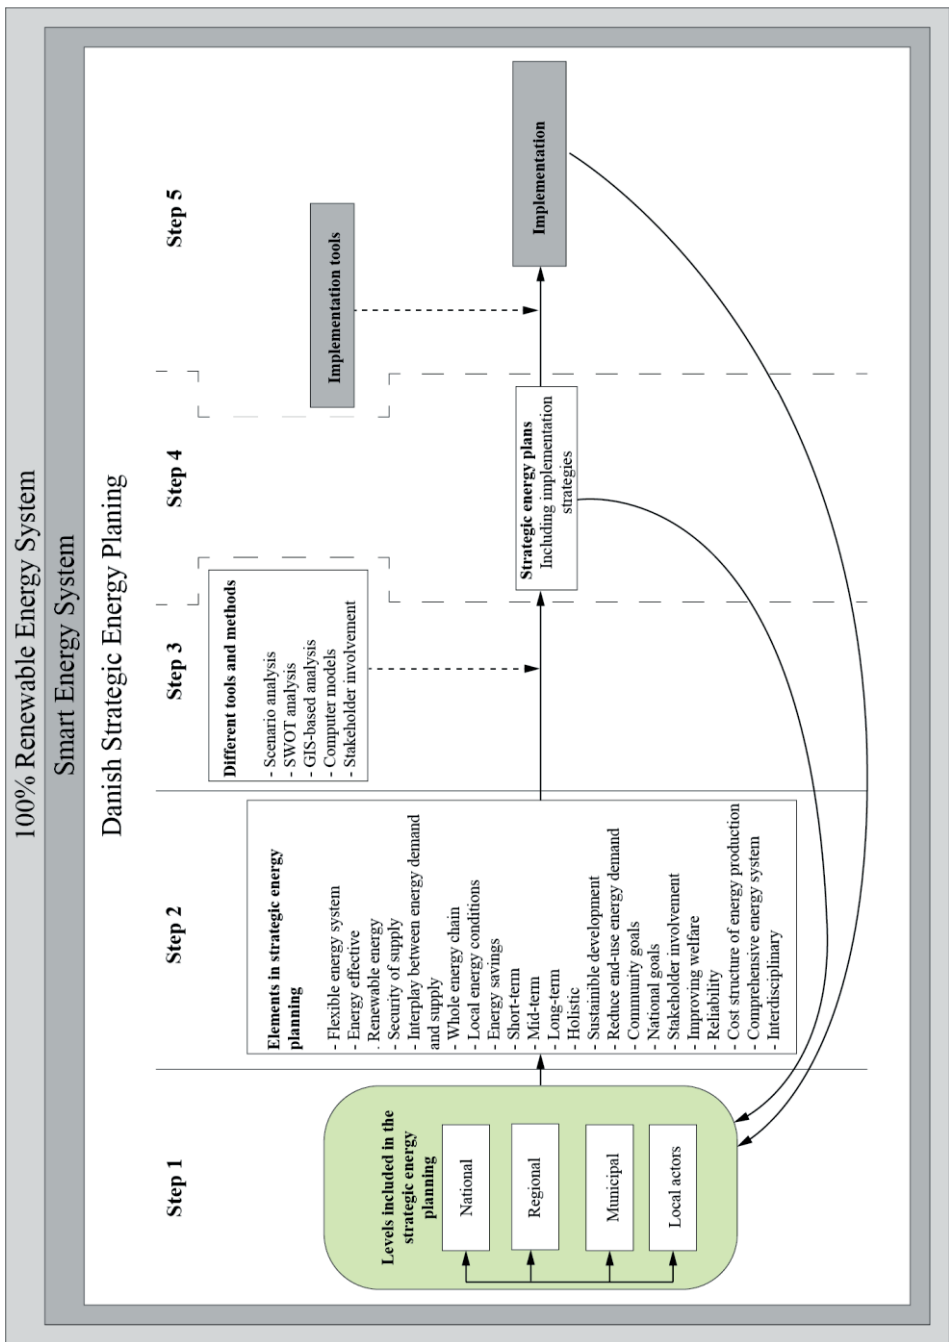 100% Renewable Energy System
Smart Energy System
Danish Strategic Energy Planing
Step 1
Step 2
Step 3
Step 4
Step 5
Levels included in the
strategic energy
planning
National
Regional
Municipal
Local actors
Elements in strategic energy
planning
- Flexible energy system
- Energy effective
. Renewable energy
- Security of supply
- Interplay between energy demand
and supply
- Whole energy chain
- Local energy conditions
- Energy savings
- Short-term
- Mid-term
- Long-term
- Holistic
- Sustainible development
- Reduce end-use energy demand
- Community goals
- National goals
- Stakeholder involvement
- Improving welfare
- Reliability
- Cost structure of energy production
- Comprehensive energy system
- Interdisciplinary
Different tools and methods
- Scenario analysis
- SWOT analysis
- GIS-based analysis
- Computer models
- Stakeholder involvement
Strategic energy plans
Including implementation
strategies
Implementation tools
Implementation